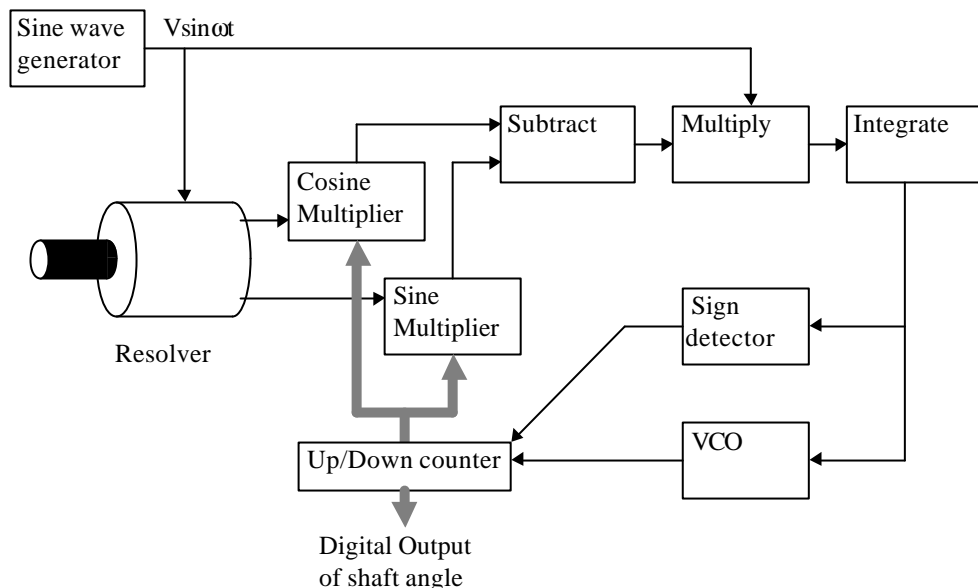 Sine wave
generator
Vsinωt
Subtract
Multiply
Integrate
Cosine
Multiplier
Sine
Multiplier
Sign
detector
Resolver
VCO
Up/Down counter
Digital Output
of shaft angle